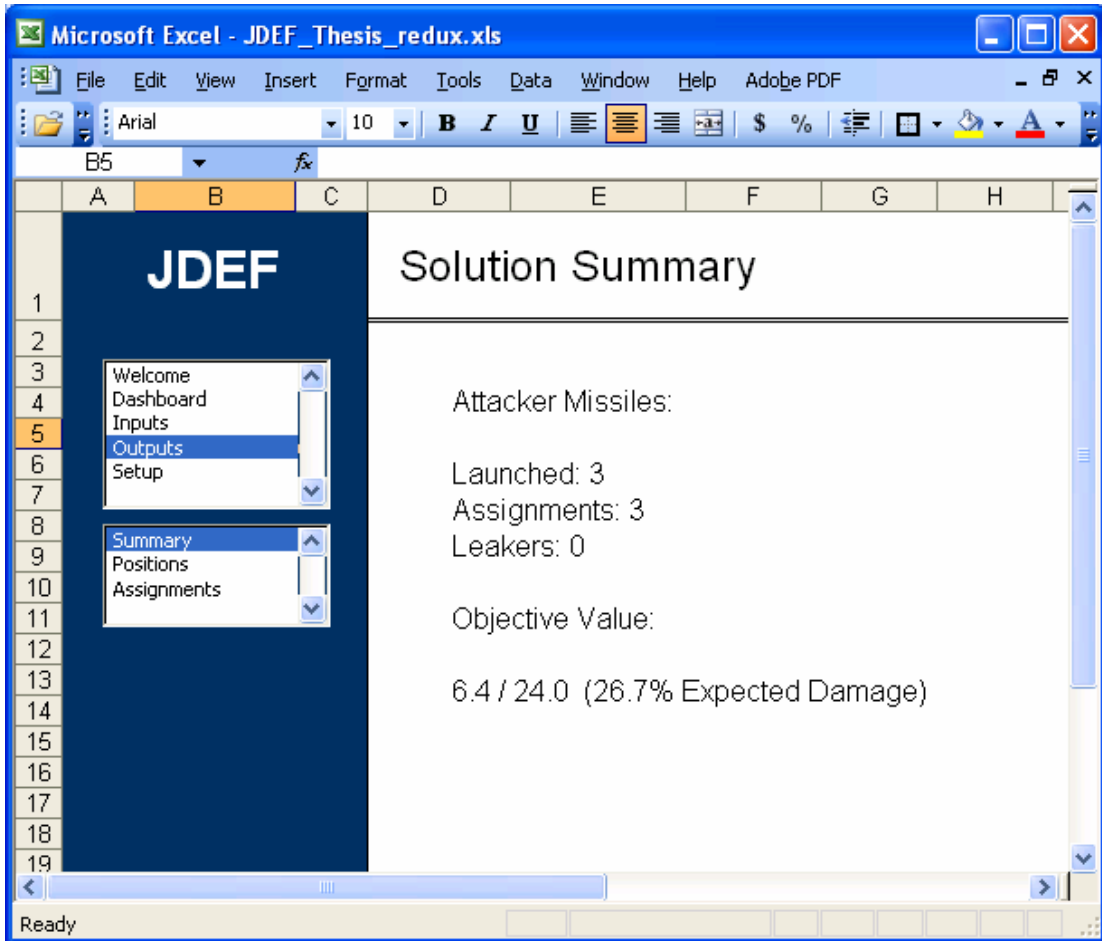 Microsoft Excel - JDEF_Thesis_redux.xls
File Edit View Insert Format Tools Data Window Help Adobe PDF
Arial 10 B I U $ % A
B5 fx
A B C D E F G H
1
2
3
4
5
6
7
8
9
10
11
12
13
14
15
16
17
18
19
JDEF
Welcome
Dashboard
Inputs
Outputs
Setup
Summary
Positions
Assignments
Solution Summary
Attacker Missiles:
Launched: 3
Assignments: 3
Leakers: 0
Objective Value:
6.4 / 24.0 (26.7% Expected Damage)
Ready